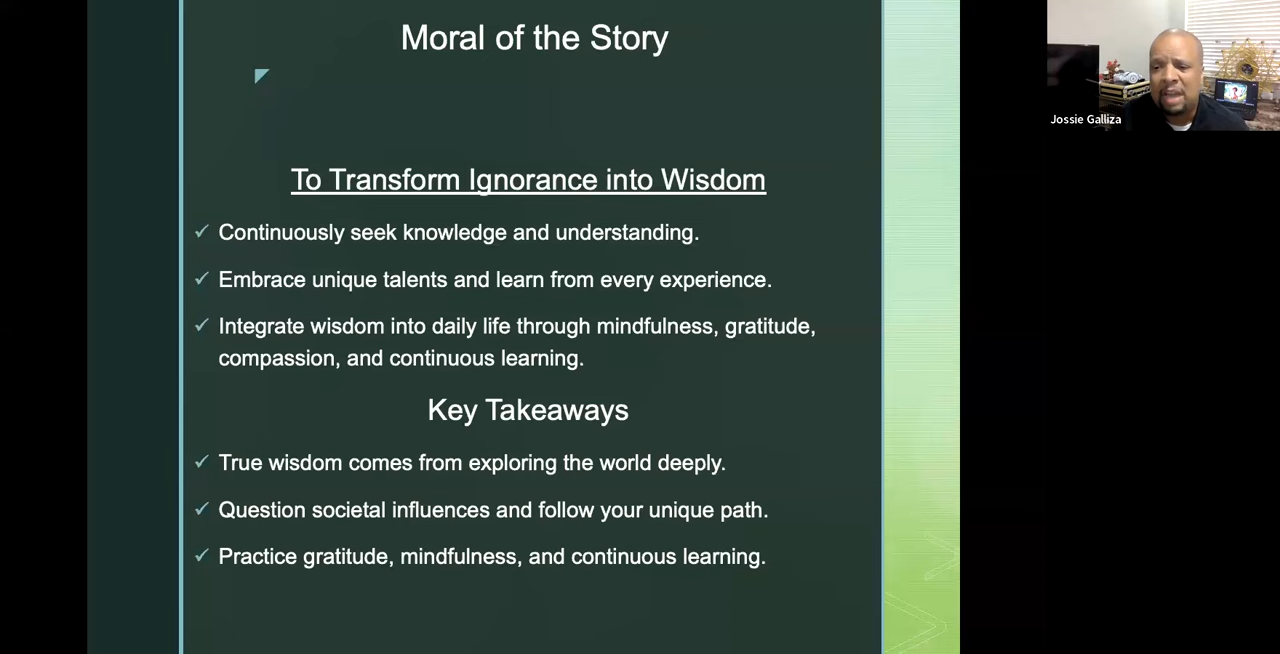 Moral of the Story
To Transform Ignorance into Wisdom
✓ Continuously seek knowledge and understanding.
✓ Embrace unique talents and learn from every experience.
✓ Integrate wisdom into daily life through mindfulness, gratitude,
compassion, and continuous learning.
Key Takeaways
✓ True wisdom comes from exploring the world deeply.
✓ Question societal influences and follow your unique path.
✓ Practice gratitude, mindfulness, and continuous learning.
Jossie Galliza